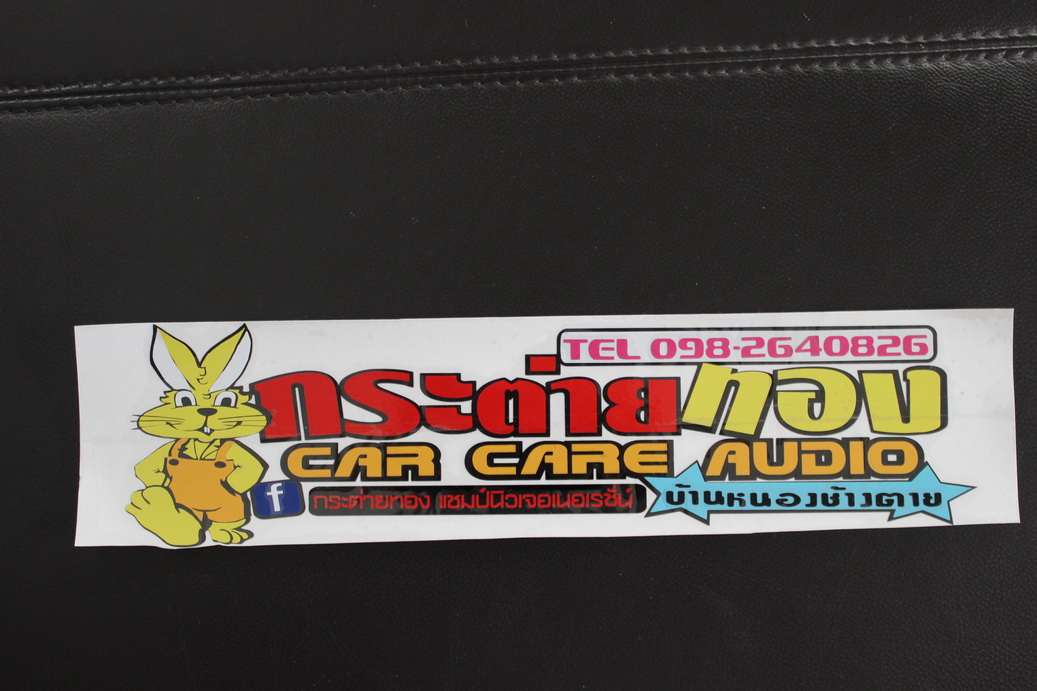 TEL 098-2640826
กระต่ายทอง
CAR CARE AUDIO
f กระต่ายทอง แชมป์นิวเจอเนอเรชั่น
บ้านหนองช้างตาย